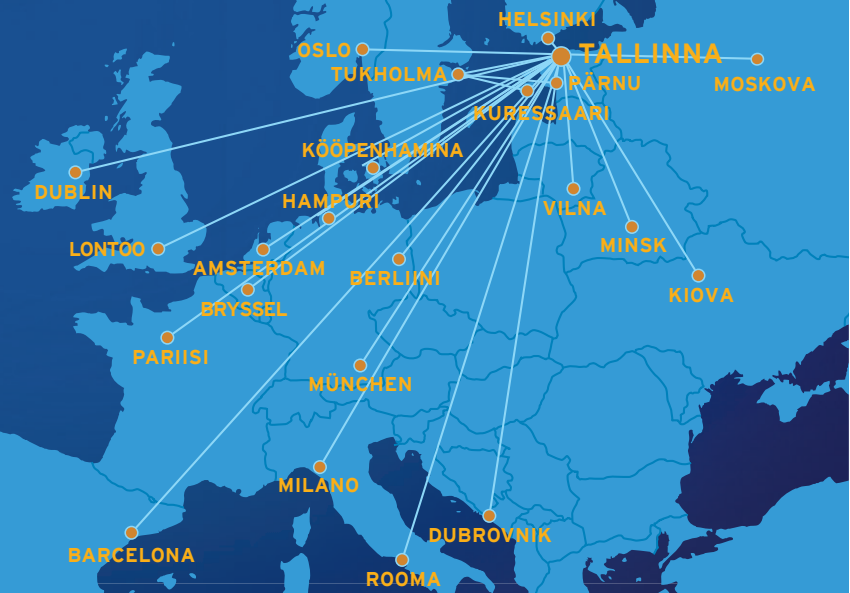 HELSINKI
OSLO
TALLINNA
TUKHOLMA
MOSKOVA
PÄRNU
KURESSAARI
KÖÖPENHAMINA
DUBLIN
HAMPURI
VILNA
LONTOO
MINSK
AMSTERDAM
BERLIINI
KIOVA
BRYSSEL
PARIISI
MÜNCHEN
MILANO
DUBROVNIK
BARCELONA
ROOMA